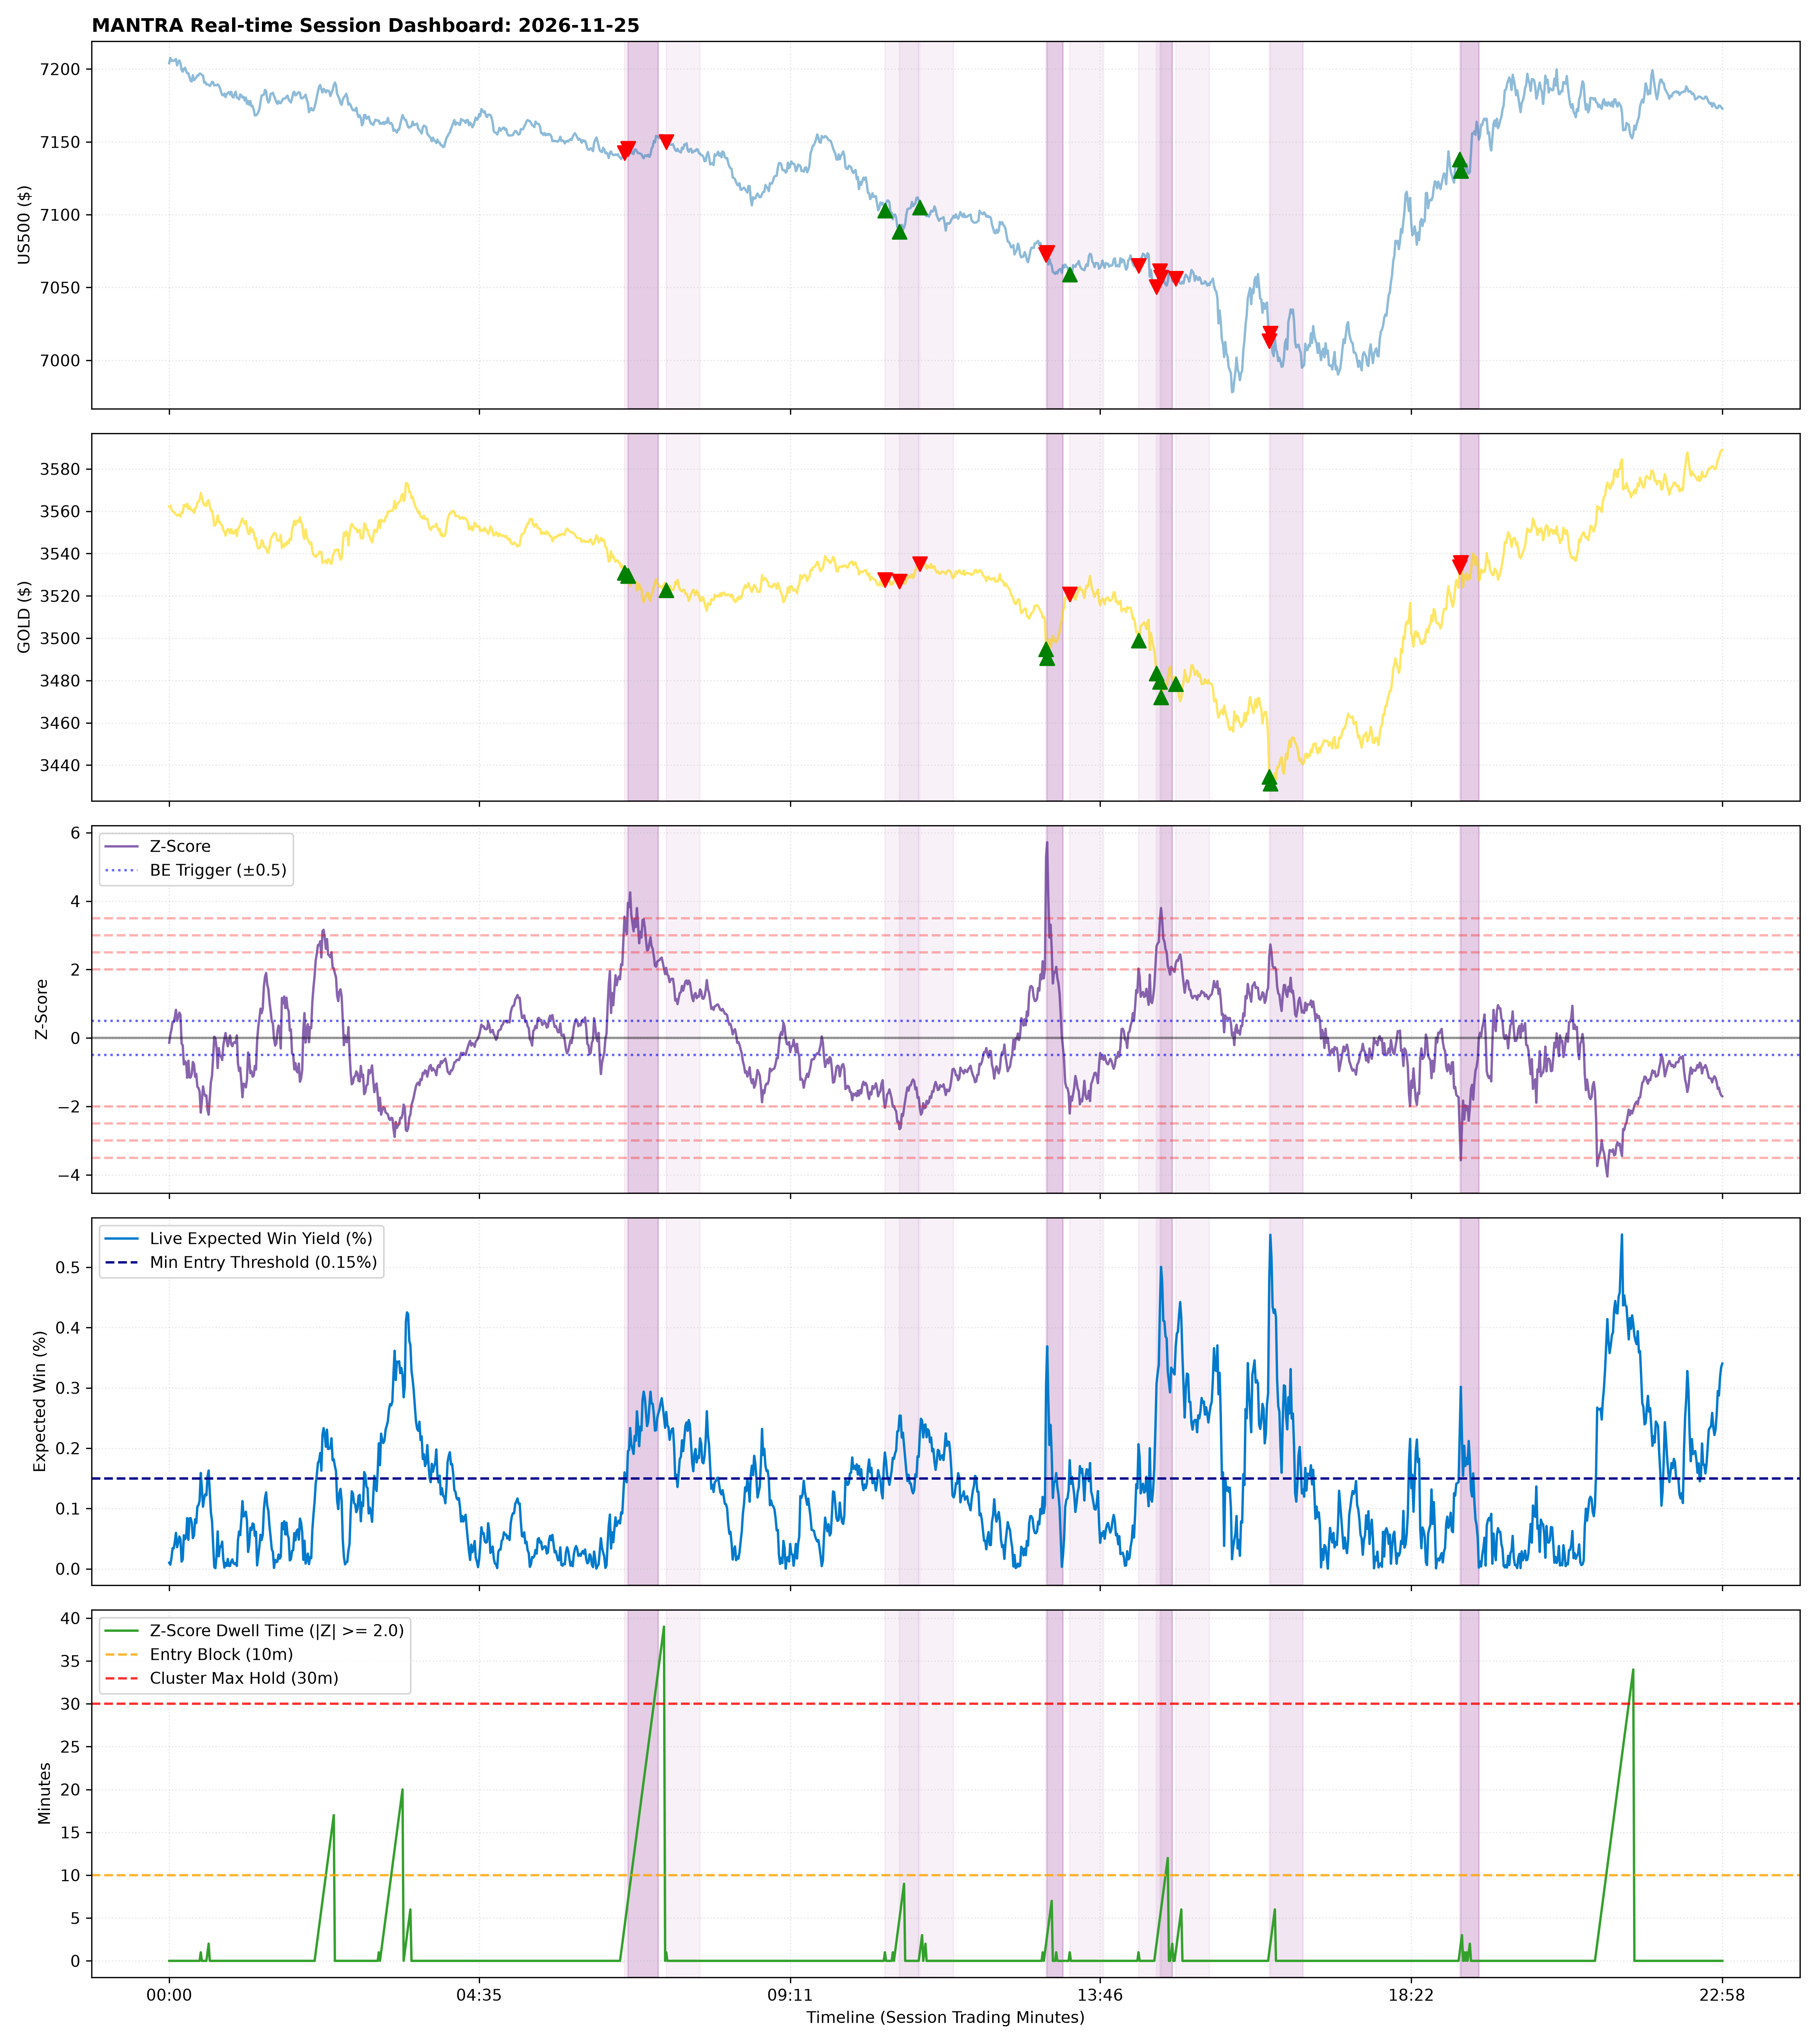 MANTRA Real-time Session Dashboard: 2026-11-25
US500 ($)
7200
7150
7100
7050
7000
GOLD ($)
3580
3560
3540
3520
3500
3480
3460
3440
Z-Score
6
4
2
0
−2
−4
Z-Score
BE Trigger (±0.5)
Expected Win (%)
0.5
0.4
0.3
0.2
0.1
0.0
Live Expected Win Yield (%)
Min Entry Threshold (0.15%)
Minutes
40
35
30
25
20
15
10
5
0
Z-Score Dwell Time (|Z| >= 2.0)
Entry Block (10m)
Cluster Max Hold (30m)
00:00 04:35 09:11 13:46 18:22 22:58
Timeline (Session Trading Minutes)